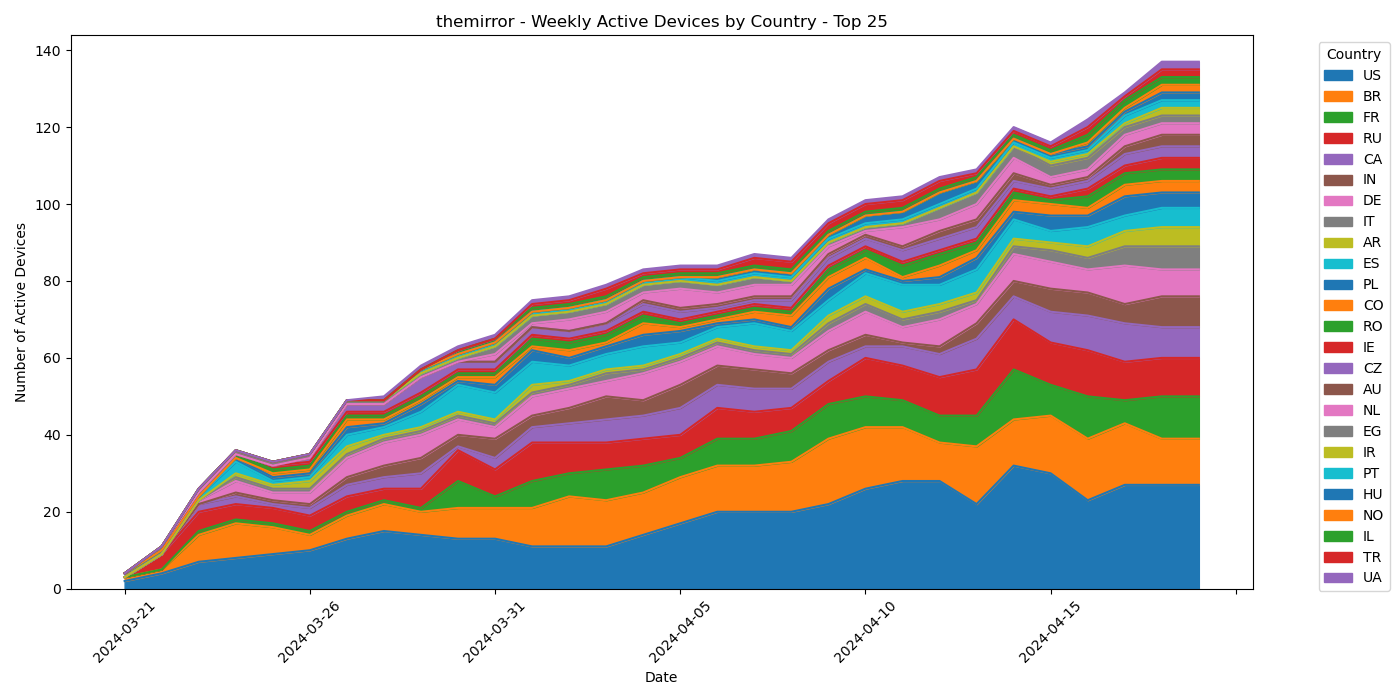 themirror - Weekly Active Devices by Country - Top 25
Number of Active Devices
140
120
100
80
60
40
20
0
2024-03-21
2024-03-26
2024-03-31
2024-04-05
2024-04-10
2024-04-15
Date
Country
US
BR
FR
RU
CA
IN
DE
IT
AR
ES
PL
CO
RO
IE
CZ
AU
NL
EG
IR
PT
HU
NO
IL
TR
UA